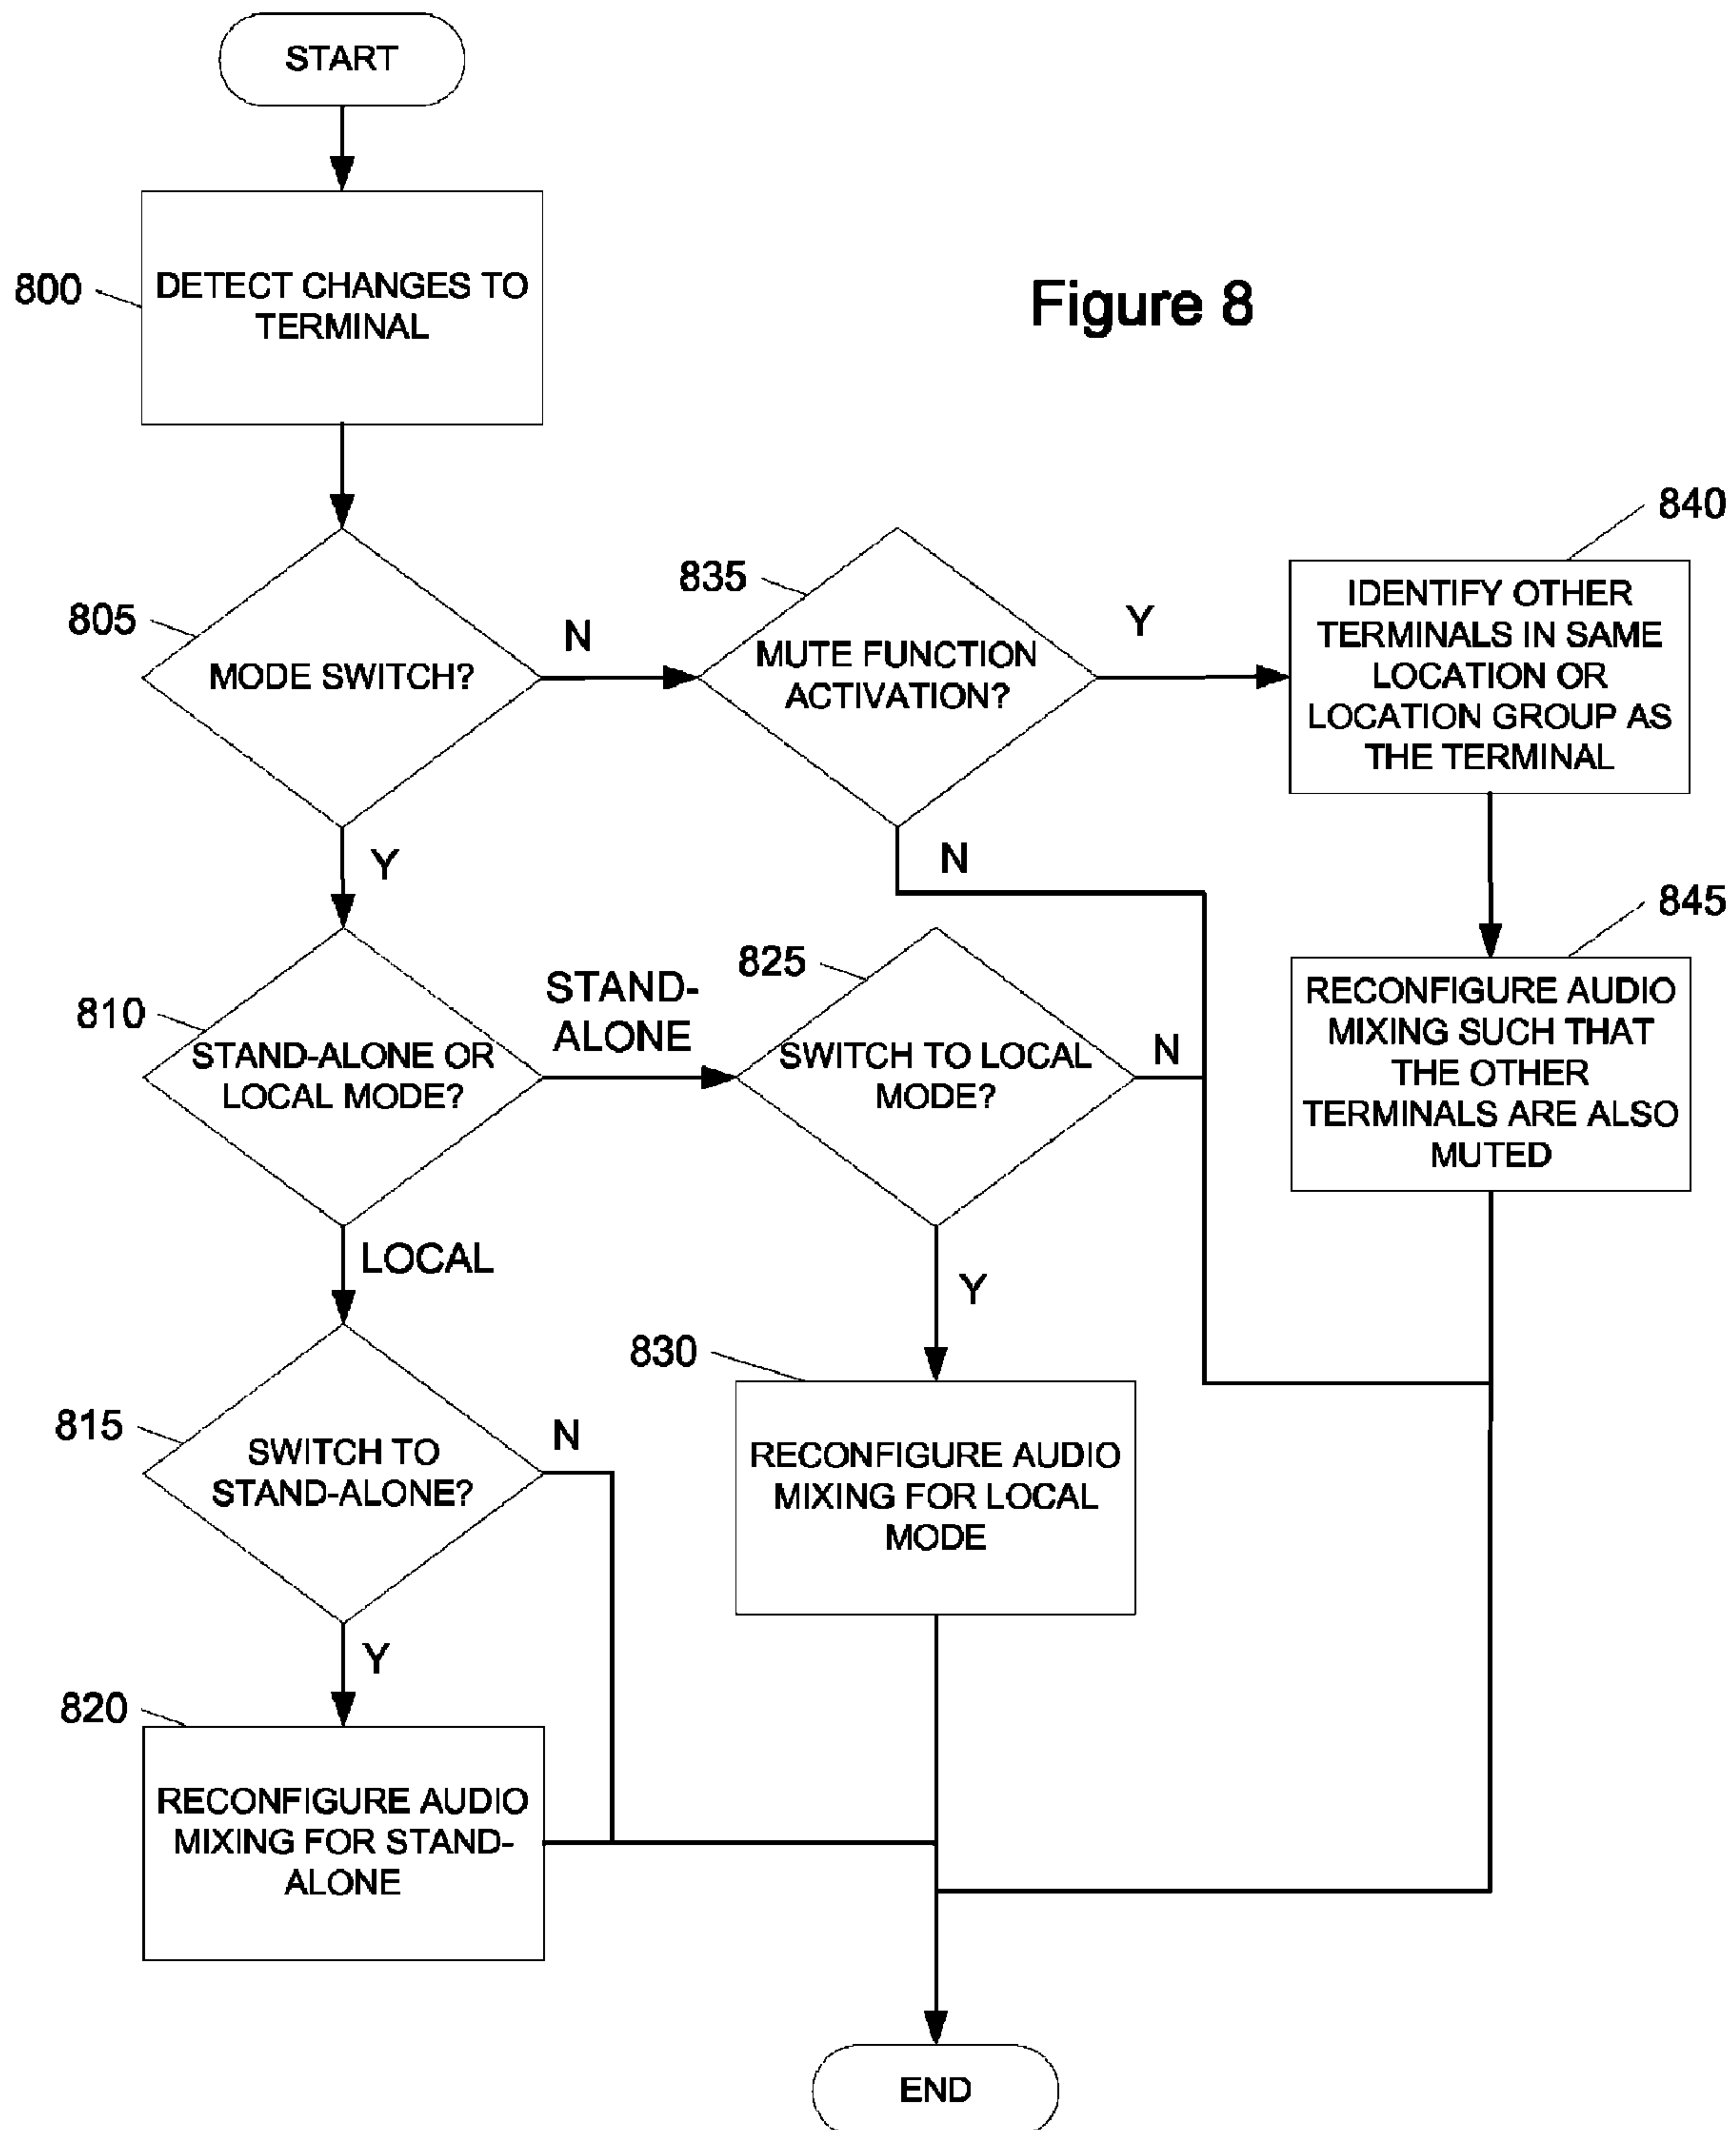 START
800
DETECT CHANGES TO
TERMINAL
Figure 8
805
MODE SWITCH?
N
835
MUTE FUNCTION
ACTIVATION?
Y
840
IDENTIFY OTHER
TERMINALS IN SAME
LOCATION OR
LOCATION GROUP AS
THE TERMINAL
Y
N
845
RECONFIGURE AUDIO
MIXING SUCH THAT
THE OTHER
TERMINALS ARE ALSO
MUTED
810
STAND-ALONE OR
LOCAL MODE?
STAND-
ALONE
825
SWITCH TO LOCAL
MODE?
N
LOCAL
Y
815
SWITCH TO
STAND-ALONE?
N
830
RECONFIGURE AUDIO
MIXING FOR LOCAL
MODE
Y
820
RECONFIGURE AUDIO
MIXING FOR STAND-
ALONE
END